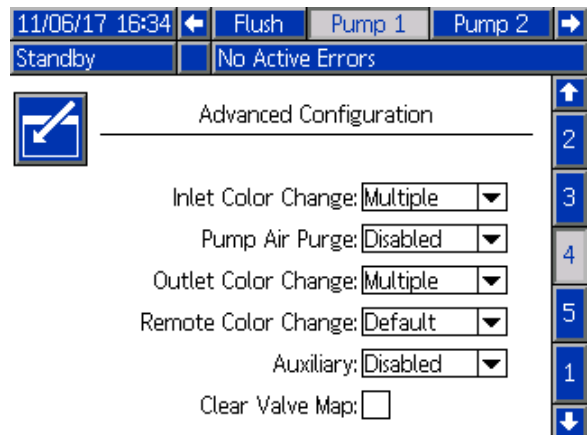 11/06/17 16:34 Flush Pump 1 Pump 2
Standby No Active Errors
Advanced Configuration
2
Inlet Color Change: Multiple
3
Pump Air Purge: Disabled
4
Outlet Color Change: Multiple
5
Remote Color Change: Default
Auxiliary: Disabled
1
Clear Valve Map: